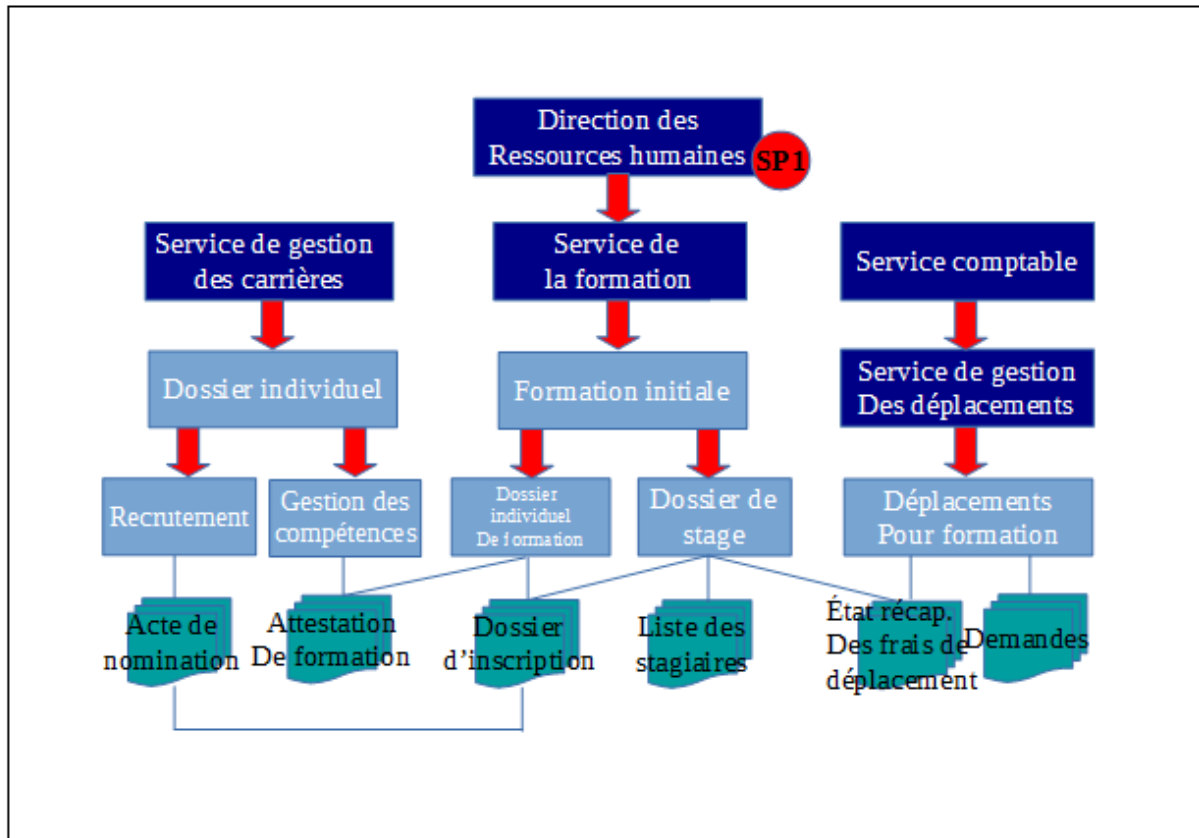 Direction des
Ressources humaines
SP1
Service de gestion
des carrières
Service de
la formation
Service comptable
Dossier individuel
Formation initiale
Service de gestion
Des déplacements
Recrutement
Gestion des
compétences
Dossier
individuel
De formation
Dossier de
stage
Déplacements
Pour formation
Acte de
nomination
Attestation
De formation
Dossier
d’inscription
Liste des
stagiaires
État récap.
Des frais de
déplacement
Demandes